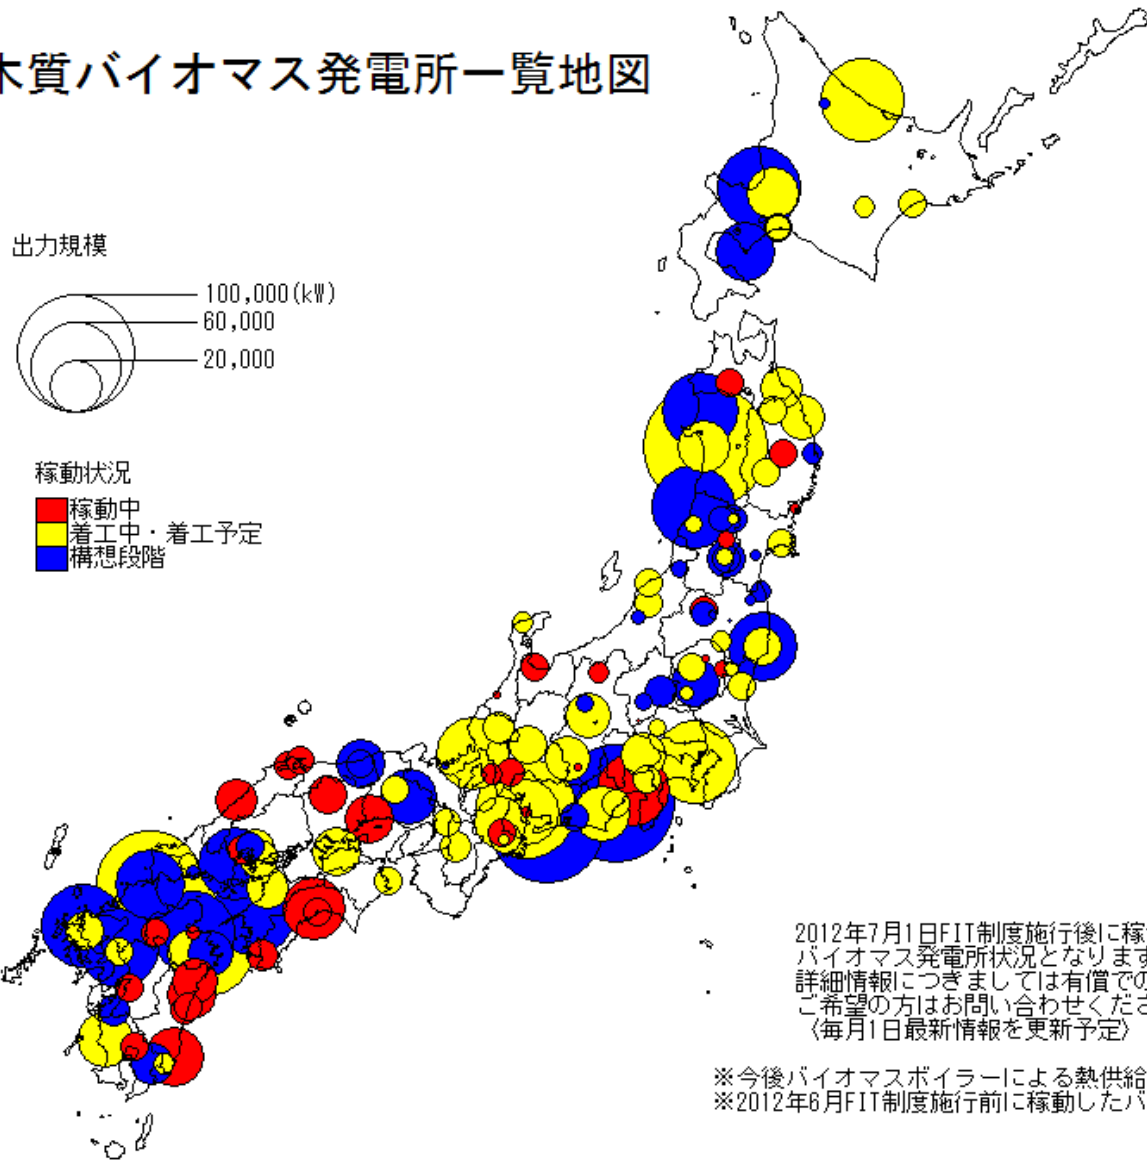 木質バイオマス発電所一覧地図
出力規模
100,000(kW)
60,000
20,000
稼動状況
稼動中
着工中・着工予定
構想段階
2012年7月1日FIT制度施行後に稼
バイオマス発電所状況となります
詳細情報につきましては有償での
ご希望の方はお問い合わせくださ
〈毎月1日最新情報を更新予定〉
※今後バイオマスボイラーによる熱供給
※2012年6月FIT制度施行前に稼動したバ